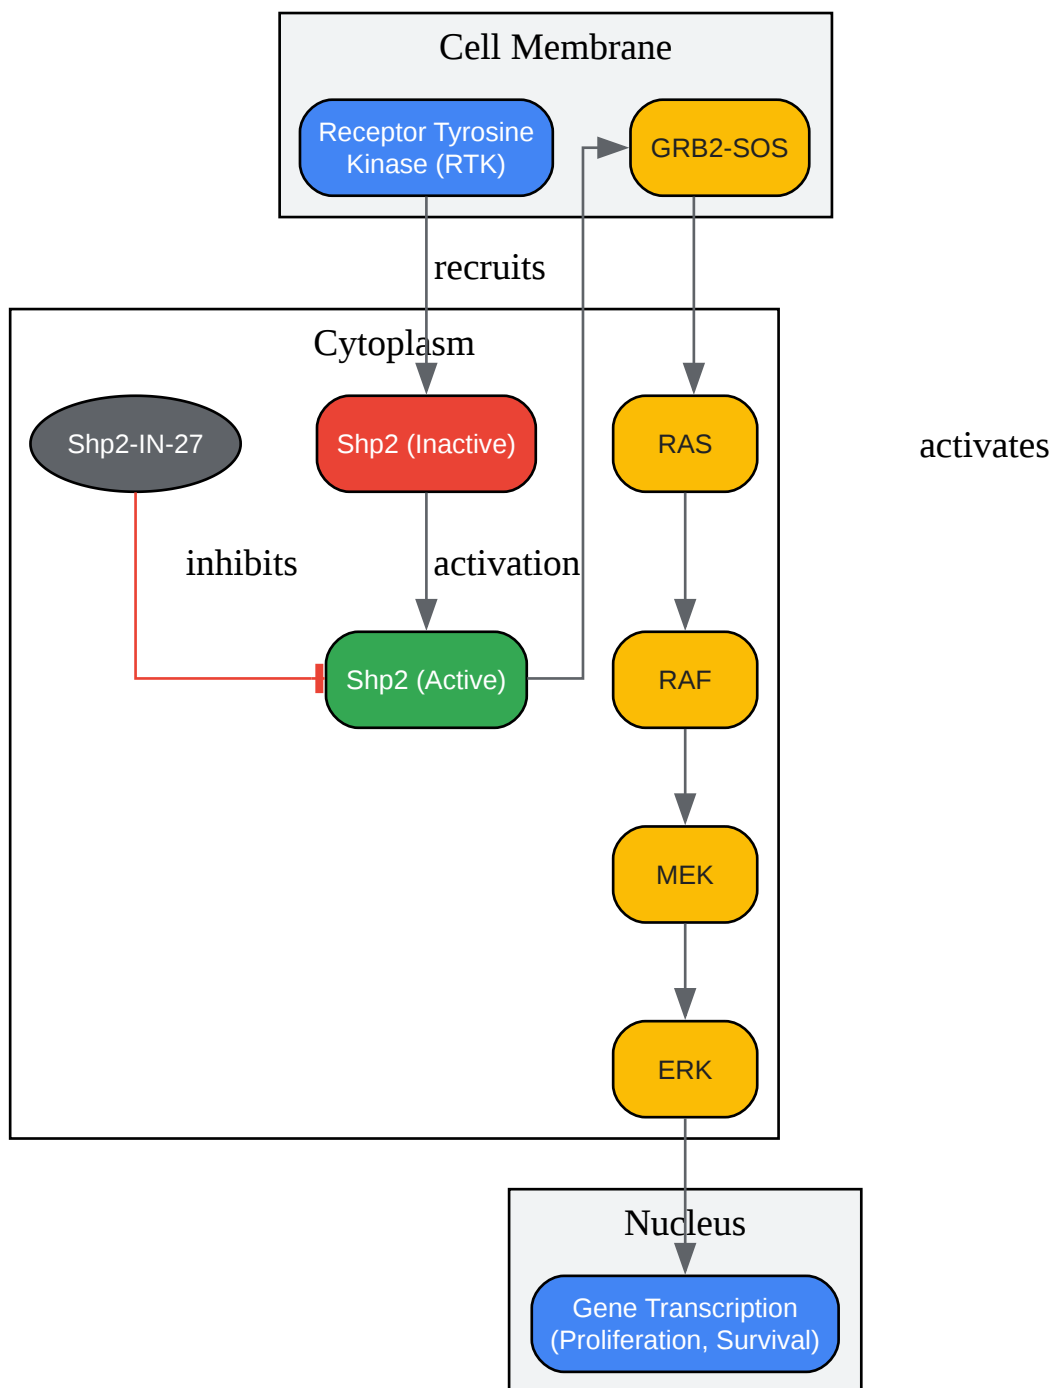 Cell Membrane
Receptor Tyrosine
Kinase (RTK)
GRB2-SOS
recruits
Cytoplasm
Shp2-IN-27
Shp2 (Inactive)
RAS
activates
inhibits
activation
Shp2 (Active)
RAF
MEK
ERK
Nucleus
Gene Transcription
(Proliferation, Survival)